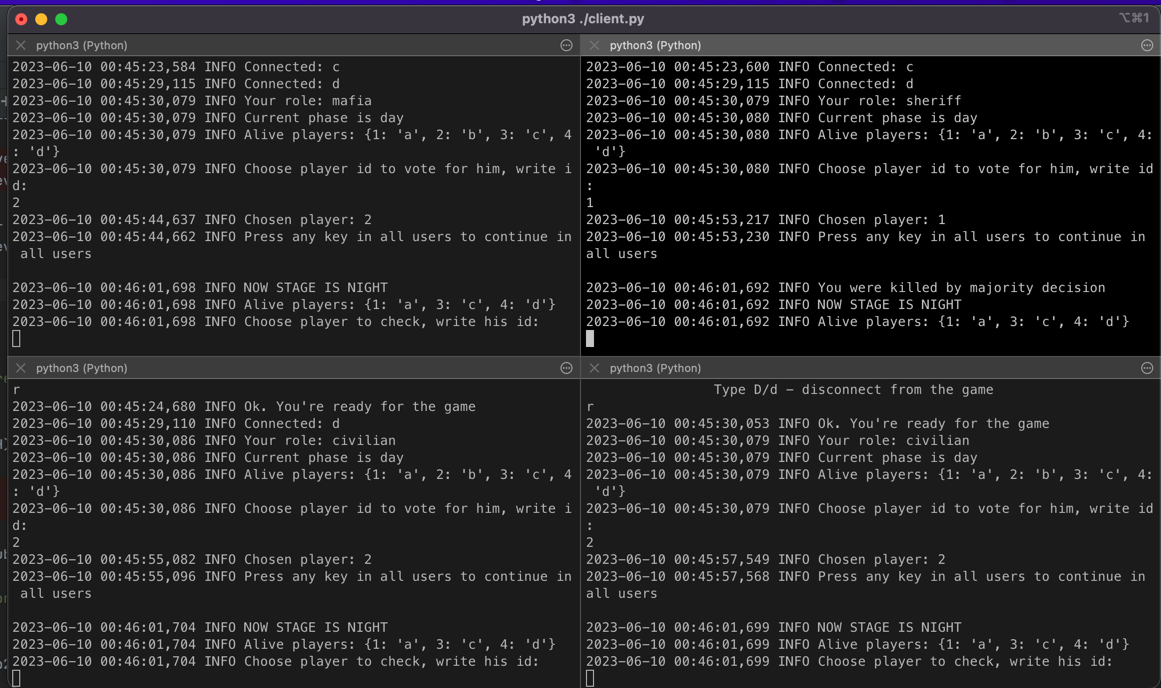 python3 ./client.py
⌥⌘1
python3 (Python)
2023-06-10 00:45:23,584 INFO Connected: c
2023-06-10 00:45:29,115 INFO Connected: d
2023-06-10 00:45:30,079 INFO Your role: mafia
2023-06-10 00:45:30,079 INFO Current phase is day
2023-06-10 00:45:30,079 INFO Alive players: {1: 'a', 2: 'b', 3: 'c', 4
: 'd'}
2023-06-10 00:45:30,079 INFO Choose player id to vote for him, write i
d:
2
2023-06-10 00:45:44,637 INFO Chosen player: 2
2023-06-10 00:45:44,662 INFO Press any key in all users to continue in
 all users
2023-06-10 00:46:01,698 INFO NOW STAGE IS NIGHT
2023-06-10 00:46:01,698 INFO Alive players: {1: 'a', 3: 'c', 4: 'd'}
2023-06-10 00:46:01,698 INFO Choose player to check, write his id:
python3 (Python)
2023-06-10 00:45:23,600 INFO Connected: c
2023-06-10 00:45:29,115 INFO Connected: d
2023-06-10 00:45:30,079 INFO Your role: sheriff
2023-06-10 00:45:30,080 INFO Current phase is day
2023-06-10 00:45:30,080 INFO Alive players: {1: 'a', 2: 'b', 3: 'c', 4:
 'd'}
2023-06-10 00:45:30,080 INFO Choose player id to vote for him, write id
:
1
2023-06-10 00:45:53,217 INFO Chosen player: 1
2023-06-10 00:45:53,230 INFO Press any key in all users to continue in
all users
2023-06-10 00:46:01,692 INFO You were killed by majority decision
2023-06-10 00:46:01,692 INFO NOW STAGE IS NIGHT
2023-06-10 00:46:01,692 INFO Alive players: {1: 'a', 3: 'c', 4: 'd'}
python3 (Python)
r
2023-06-10 00:45:24,680 INFO Ok. You're ready for the game
2023-06-10 00:45:29,110 INFO Connected: d
2023-06-10 00:45:30,086 INFO Your role: civilian
2023-06-10 00:45:30,086 INFO Current phase is day
2023-06-10 00:45:30,086 INFO Alive players: {1: 'a', 2: 'b', 3: 'c', 4
: 'd'}
2023-06-10 00:45:30,086 INFO Choose player id to vote for him, write i
d:
2
2023-06-10 00:45:55,082 INFO Chosen player: 2
2023-06-10 00:45:55,096 INFO Press any key in all users to continue in
 all users
2023-06-10 00:46:01,704 INFO NOW STAGE IS NIGHT
2023-06-10 00:46:01,704 INFO Alive players: {1: 'a', 3: 'c', 4: 'd'}
2023-06-10 00:46:01,704 INFO Choose player to check, write his id:
python3 (Python)
Type D/d - disconnect from the game
r
2023-06-10 00:45:30,053 INFO Ok. You're ready for the game
2023-06-10 00:45:30,079 INFO Your role: civilian
2023-06-10 00:45:30,079 INFO Current phase is day
2023-06-10 00:45:30,079 INFO Alive players: {1: 'a', 2: 'b', 3: 'c', 4:
 'd'}
2023-06-10 00:45:30,079 INFO Choose player id to vote for him, write id
:
2
2023-06-10 00:45:57,549 INFO Chosen player: 2
2023-06-10 00:45:57,568 INFO Press any key in all users to continue in
all users
2023-06-10 00:46:01,699 INFO NOW STAGE IS NIGHT
2023-06-10 00:46:01,699 INFO Alive players: {1: 'a', 3: 'c', 4: 'd'}
2023-06-10 00:46:01,699 INFO Choose player to check, write his id: